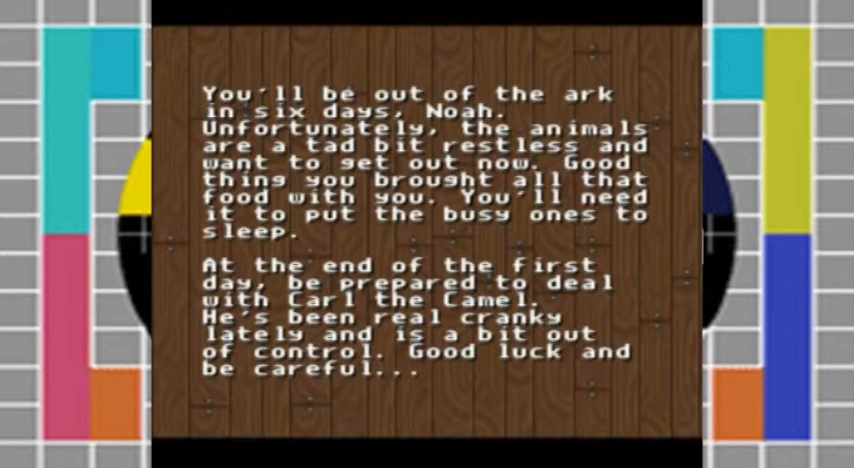 You'll be out of the ark
in six days, Noah.
Unfortunately, the animals
are a tad bit restless and
want to get out now. Good
thing you brought all that
food with you. You'll need
it to put the busy ones to
sleep.
At the end of the first
day, be prepared to deal
with Carl the Camel.
He's been real cranky
lately and is a bit out
of control. Good luck and
be careful...